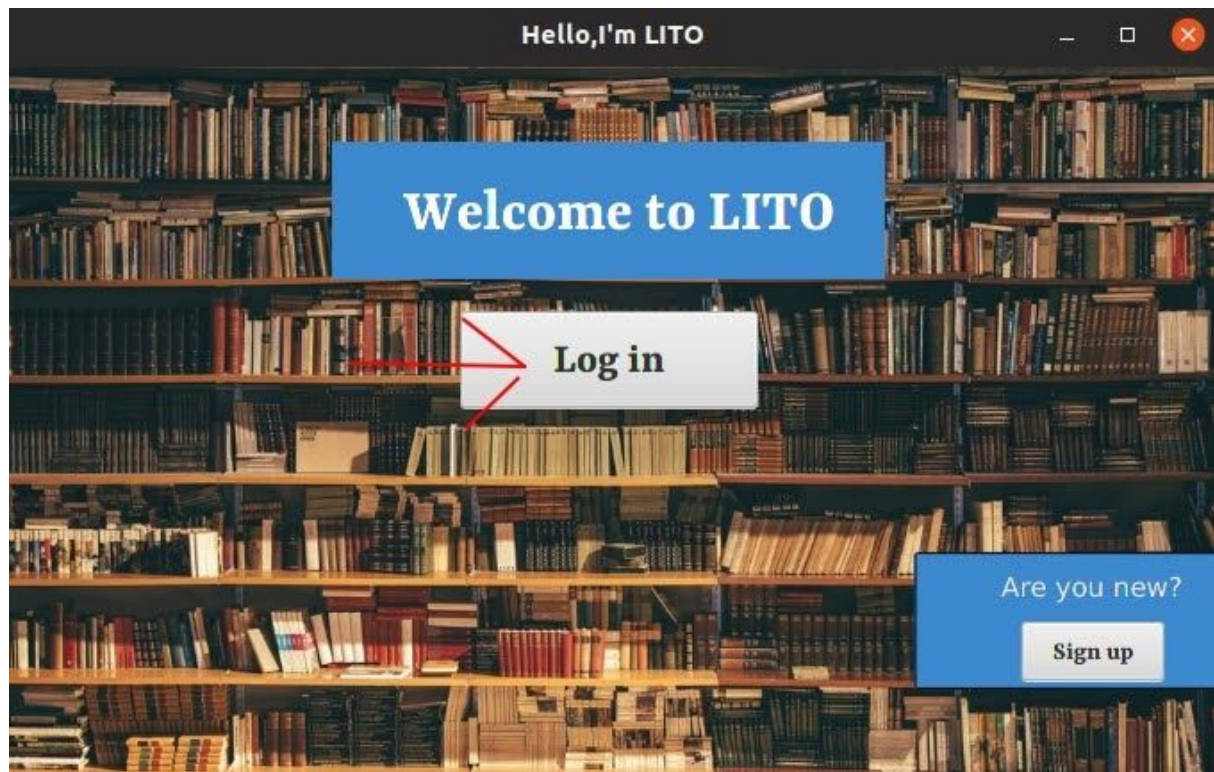 Hello,I'm LITO
Welcome to LITO
Log in
Are you new?
Sign up